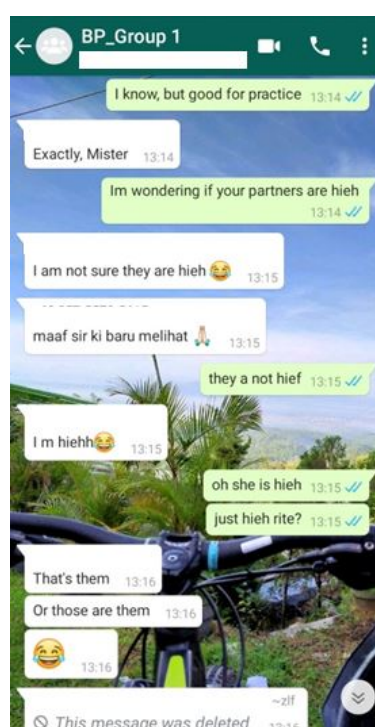 BP_Group 1
I know, but good for practice 13:14
Exactly, Mister 13:14
Im wondering if your partners are hieh
13:14
I am not sure they are hieh 😂 13:15
maaf sir ki baru melihat 🙏🏻 13:15
they a not hief 13:15
I m hiehh😂 13:15
oh she is hieh 13:15
just hieh rite? 13:15
That's them 13:16
Or those are them 13:16
😂 13:16
~zlf
This message was deleted 13:16